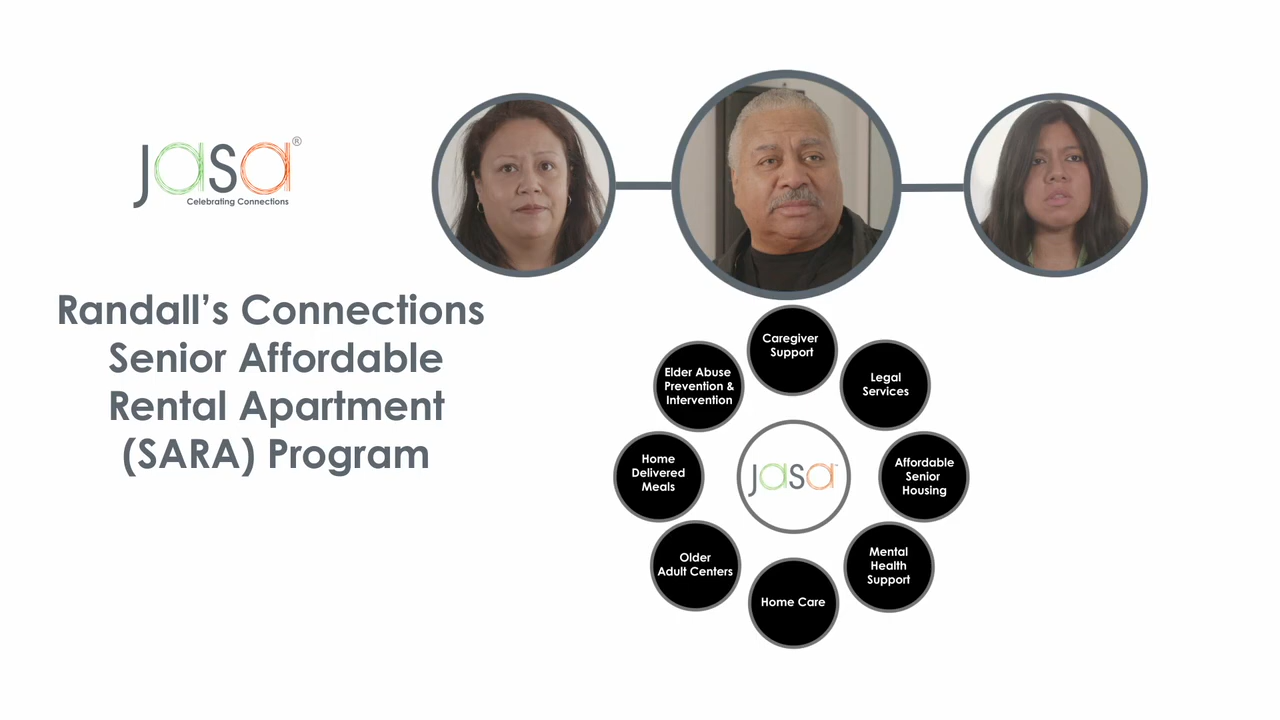 jasa®
Celebrating Connections
Randall's Connections
Senior Affordable
Rental Apartment
(SARA) Program
Caregiver
Support
Elder Abuse
Prevention &
Intervention
Legal
Services
Home
Delivered
Meals
jasa
Affordable
Senior
Housing
Older
Adult Centers
Mental
Health
Support
Home Care